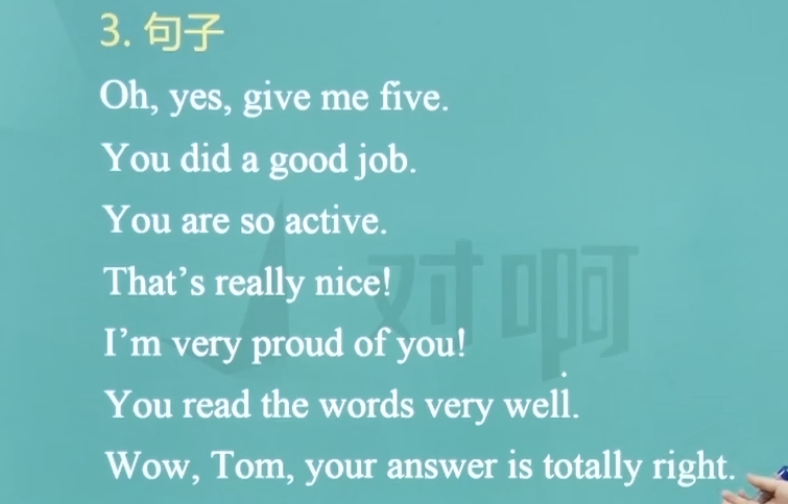 3. 句子
Oh, yes, give me five.
You did a good job.
You are so active.
That’s really nice!
I’m very proud of you!
You read the words very well.
Wow, Tom, your answer is totally right.
对啊